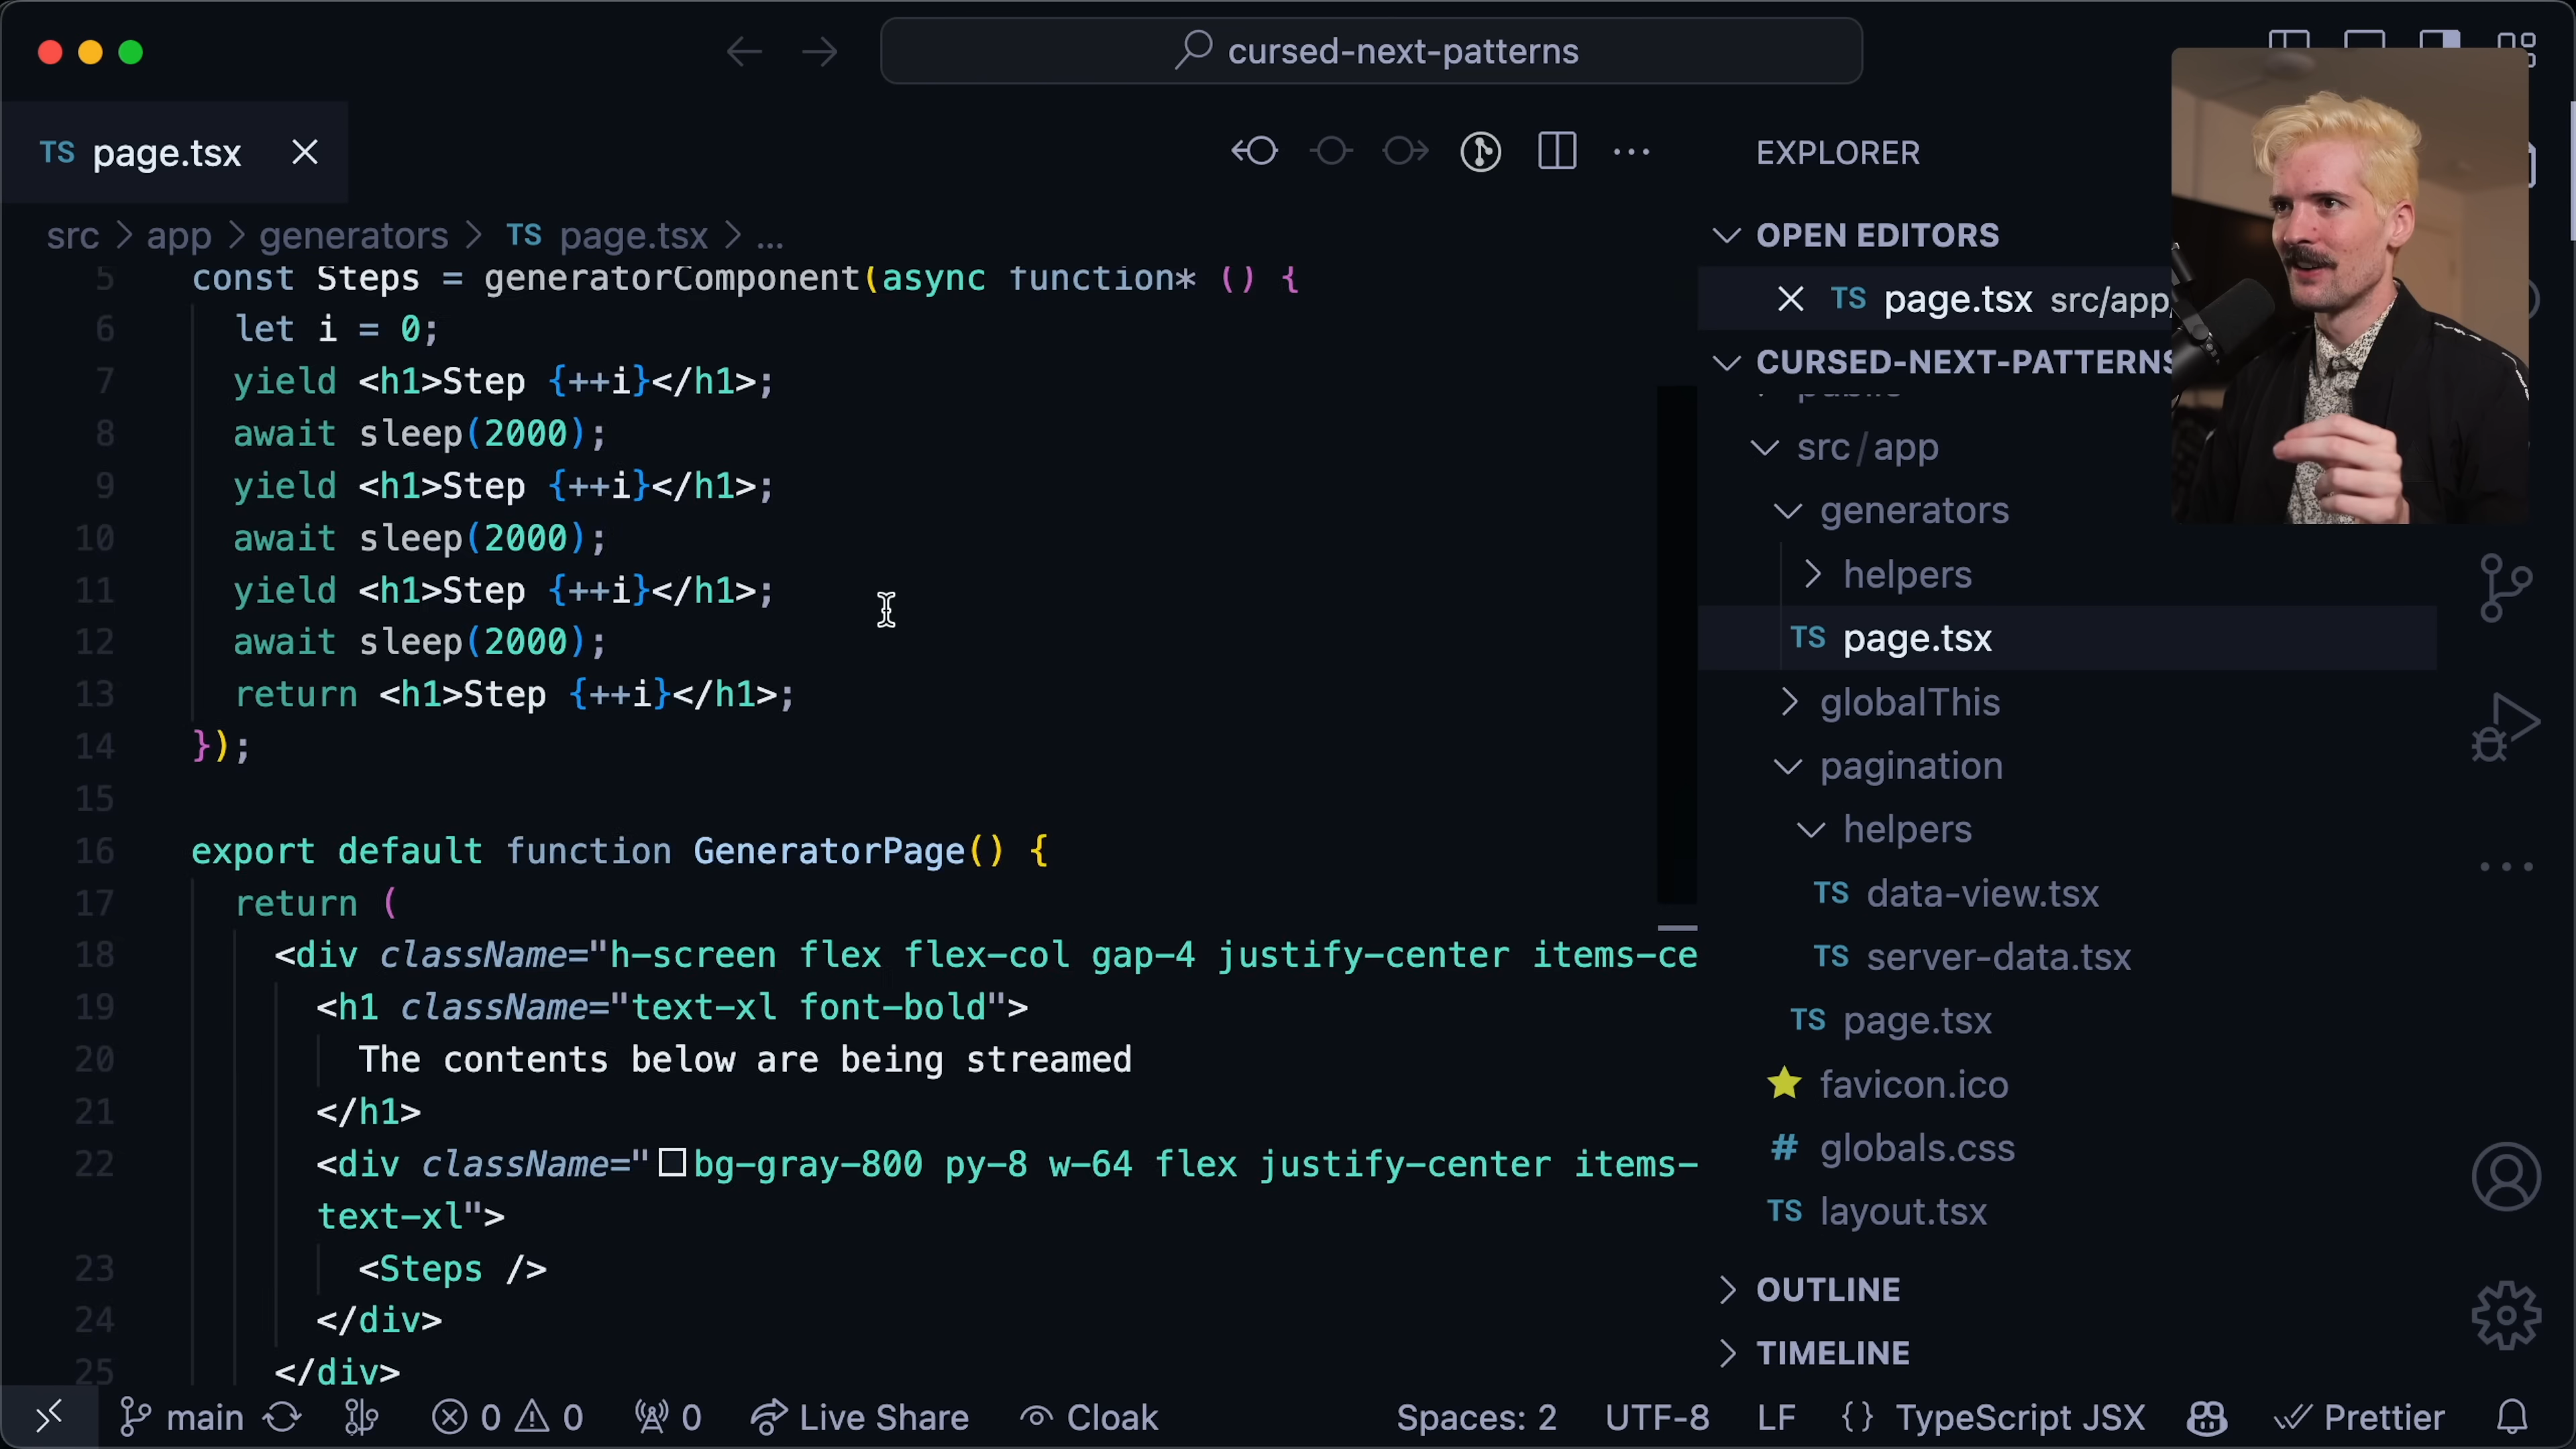 cursed-next-patterns
TS page.tsx
src > app > generators > TS page.tsx > ...
5 const Steps = generatorComponent(async function* () {
6 let i = 0;
7 yield <h1>Step {++i}</h1>;
8 await sleep(2000);
9 yield <h1>Step {++i}</h1>;
10 await sleep(2000);
11 yield <h1>Step {++i}</h1>;
12 await sleep(2000);
13 return <h1>Step {++i}</h1>;
14 });
15
16 export default function GeneratorPage() {
17 return (
18 <div className="h-screen flex flex-col gap-4 justify-center items-ce
19 <h1 className="text-xl font-bold">
20 The contents below are being streamed
21 </h1>
22 <div className="bg-gray-800 py-8 w-64 flex justify-center items-
text-xl">
23 <Steps />
24 </div>
25 </div>
EXPLORER
OPEN EDITORS
TS page.tsx src/app/
CURSED-NEXT-PATTERNS
src/app
generators
helpers
TS page.tsx
globalThis
pagination
helpers
TS data-view.tsx
TS server-data.tsx
TS page.tsx
favicon.ico
# globals.css
TS layout.tsx
OUTLINE
TIMELINE
main 0 0 0 Live Share Cloak Spaces: 2 UTF-8 LF {} TypeScript JSX Prettier